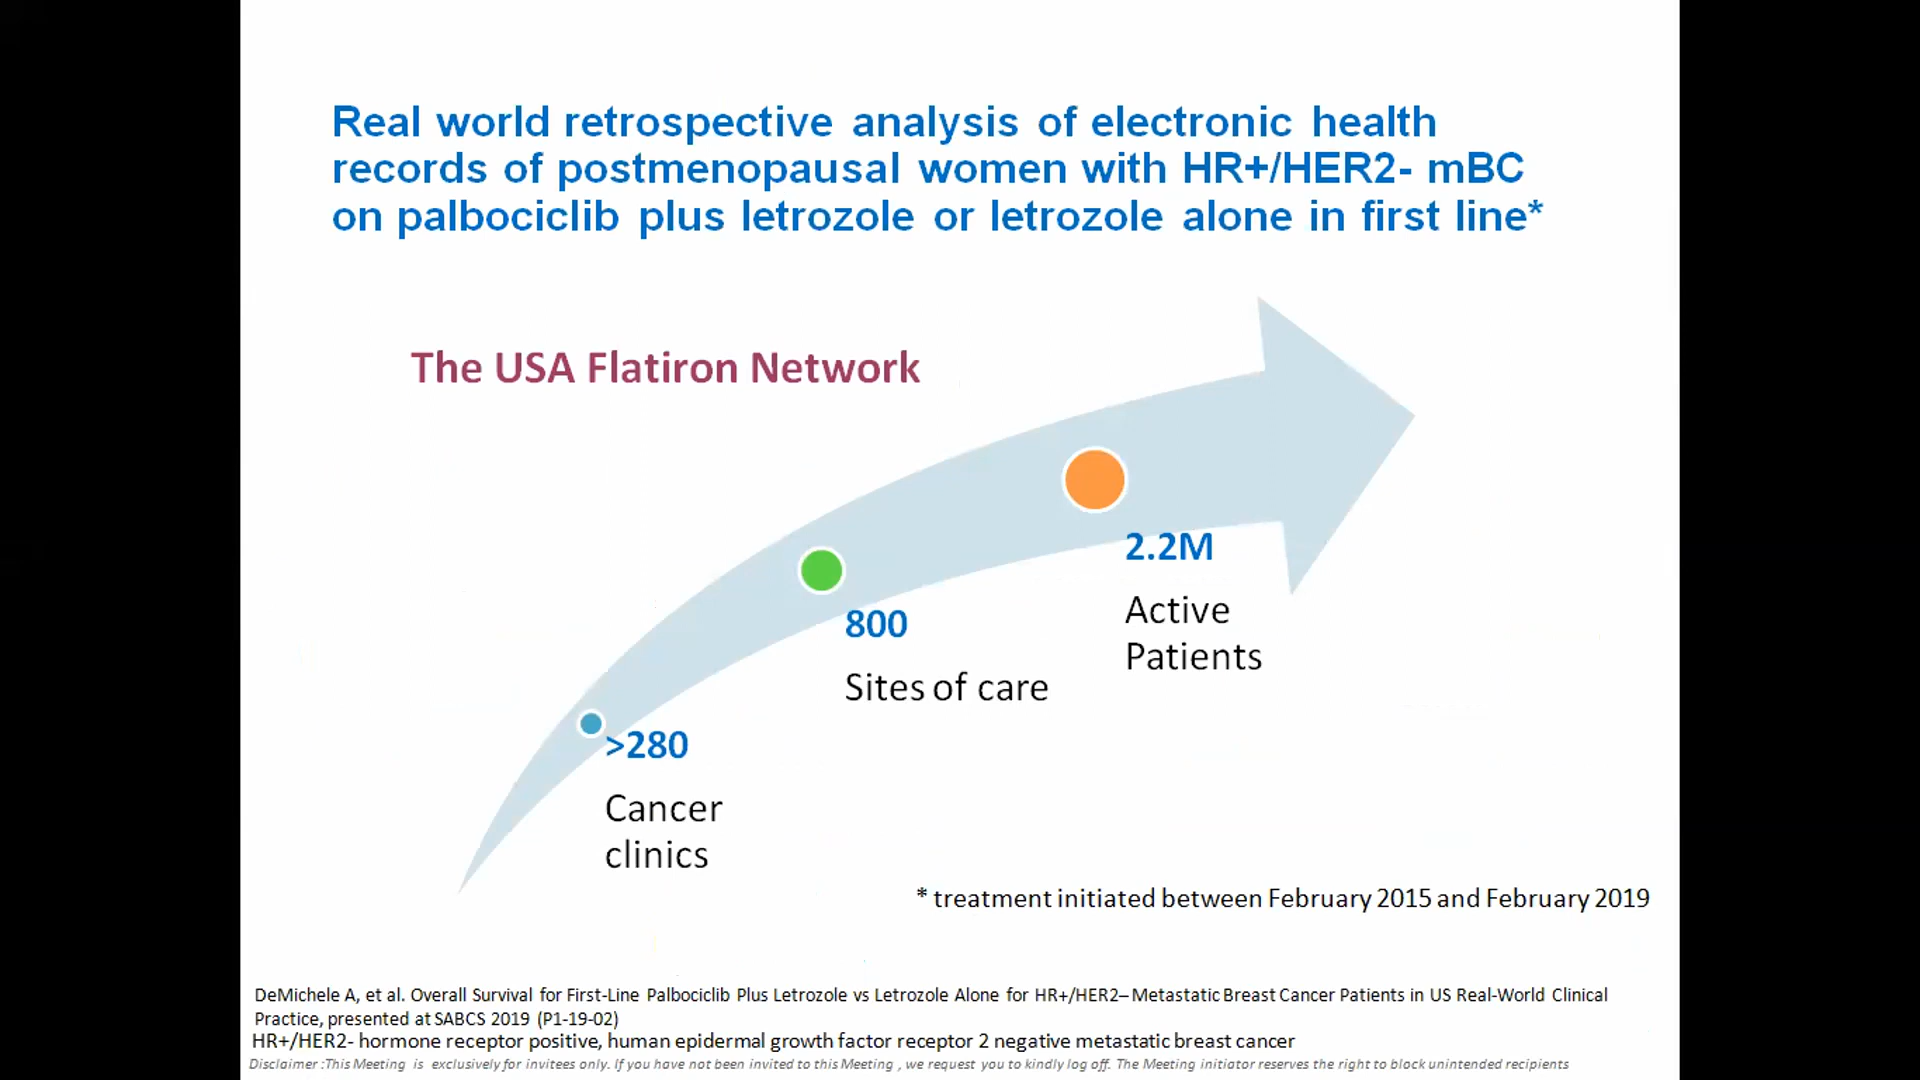 Real world retrospective analysis of electronic health
records of postmenopausal women with HR+/HER2- mBC
on palbociclib plus letrozole or letrozole alone in first line*
The USA Flatiron Network
2.2M
Active
Patients
800
Sites of care
>280
Cancer
clinics
* treatment initiated between February 2015 and February 2019
DeMichele A, et al. Overall Survival for First-Line Palbociclib Plus Letrozole vs Letrozole Alone for HR+/HER2– Metastatic Breast Cancer Patients in US Real-World Clinical
Practice, presented at SABCS 2019 (P1-19-02)
HR+/HER2- hormone receptor positive, human epidermal growth factor receptor 2 negative metastatic breast cancer
Disclaimer :This Meeting is exclusively for invitees only. If you have not been invited to this Meeting , we request you to kindly log off. The Meeting initiator reserves the right to block unintended recipients